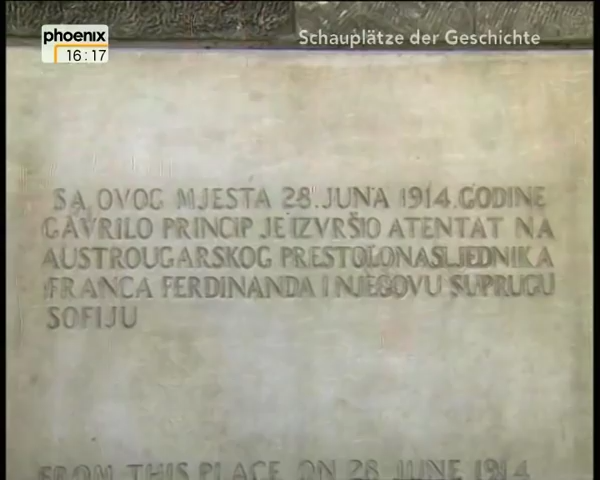 phoenix
16:17
Schauplätze der Geschichte
SA OVOG MJESTA 28.JUNA 1914.GODINE
GAVRILO PRINCIP JE IZVRŠIO ATENTAT NA
AUSTROUGARSKOG PRESTOLONASLJEDNIKA
FRANCA FERDINANDA I NJEGOVU SUPRUGU
SOFIJU
FROM THIS PLACE ON 28 JUNE 1914